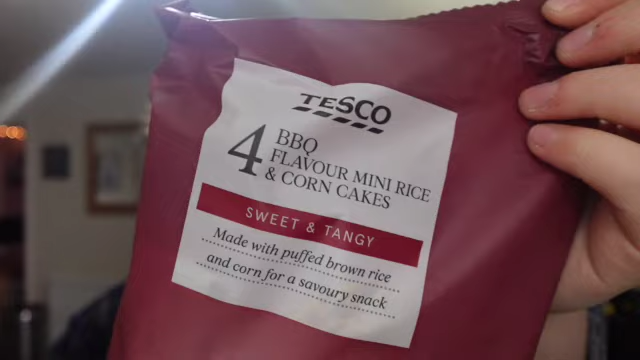 TESCO
4 BBQ
FLAVOUR MINI RICE
& CORN CAKES
SWEET & TANGY
Made with puffed brown rice
and corn for a savoury snack